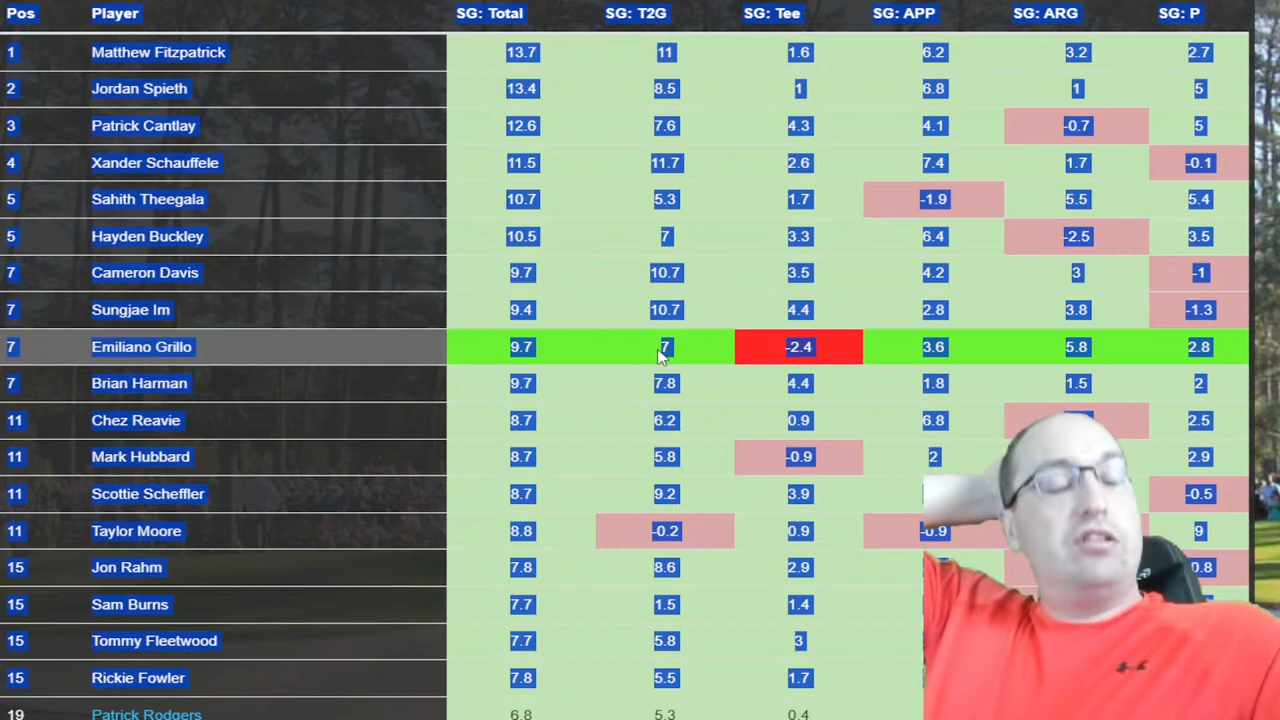 Pos Player SG: Total SG: T2G SG: Tee SG: APP SG: ARG SG: P
1 Matthew Fitzpatrick 13.7 11 1.6 6.2 3.2 2.7
2 Jordan Spieth 13.4 8.5 1 6.8 1 5
3 Patrick Cantlay 12.6 7.6 4.3 4.1 -0.7 5
4 Xander Schauffele 11.5 11.7 2.6 7.4 1.7 -0.1
5 Sahith Theegala 10.7 5.3 1.7 -1.9 5.5 5.4
5 Hayden Buckley 10.5 7 3.3 6.4 -2.5 3.5
7 Cameron Davis 9.7 10.7 3.5 4.2 3 -1
7 Sungjae Im 9.4 10.7 4.4 2.8 3.8 -1.3
7 Emiliano Grillo 9.7 7 -2.4 3.6 5.8 2.8
7 Brian Harman 9.7 7.8 4.4 1.8 1.5 2
11 Chez Reavie 8.7 6.2 0.9 6.8 2.5
11 Mark Hubbard 8.7 5.8 -0.9 2 2.9
11 Scottie Scheffler 8.7 9.2 3.9 -0.5
11 Taylor Moore 8.8 -0.2 0.9 -0.9 9
15 Jon Rahm 7.8 8.6 2.9 0.8
15 Sam Burns 7.7 1.5 1.4
15 Tommy Fleetwood 7.7 5.8 3
15 Rickie Fowler 7.8 5.5 1.7
19 Patrick Rodgers 6.8 5.3 0.4